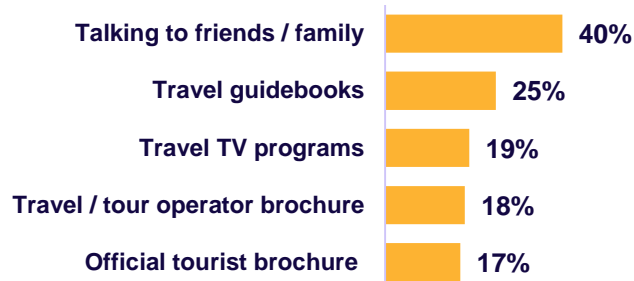 Talking to friends / family 40%
Travel guidebooks 25%
Travel TV programs 19%
Travel / tour operator brochure 18%
Official tourist brochure 17%